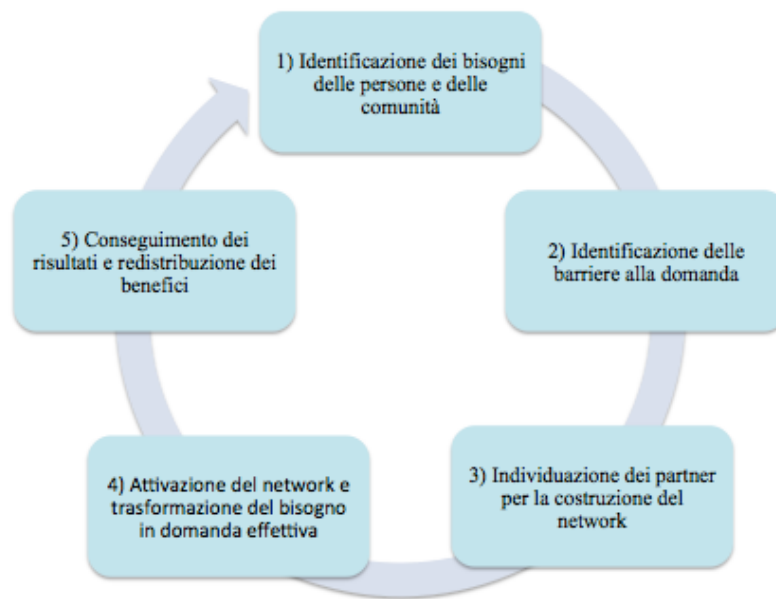 1) Identificazione dei bisogni
delle persone e delle
comunità
2) Identificazione delle
barriere alla domanda
3) Individuazione dei partner
per la costruzione del
network
4) Attivazione del network e
trasformazione del bisogno
in domanda effettiva
5) Conseguimento dei
risultati e redistribuzione dei
benefici